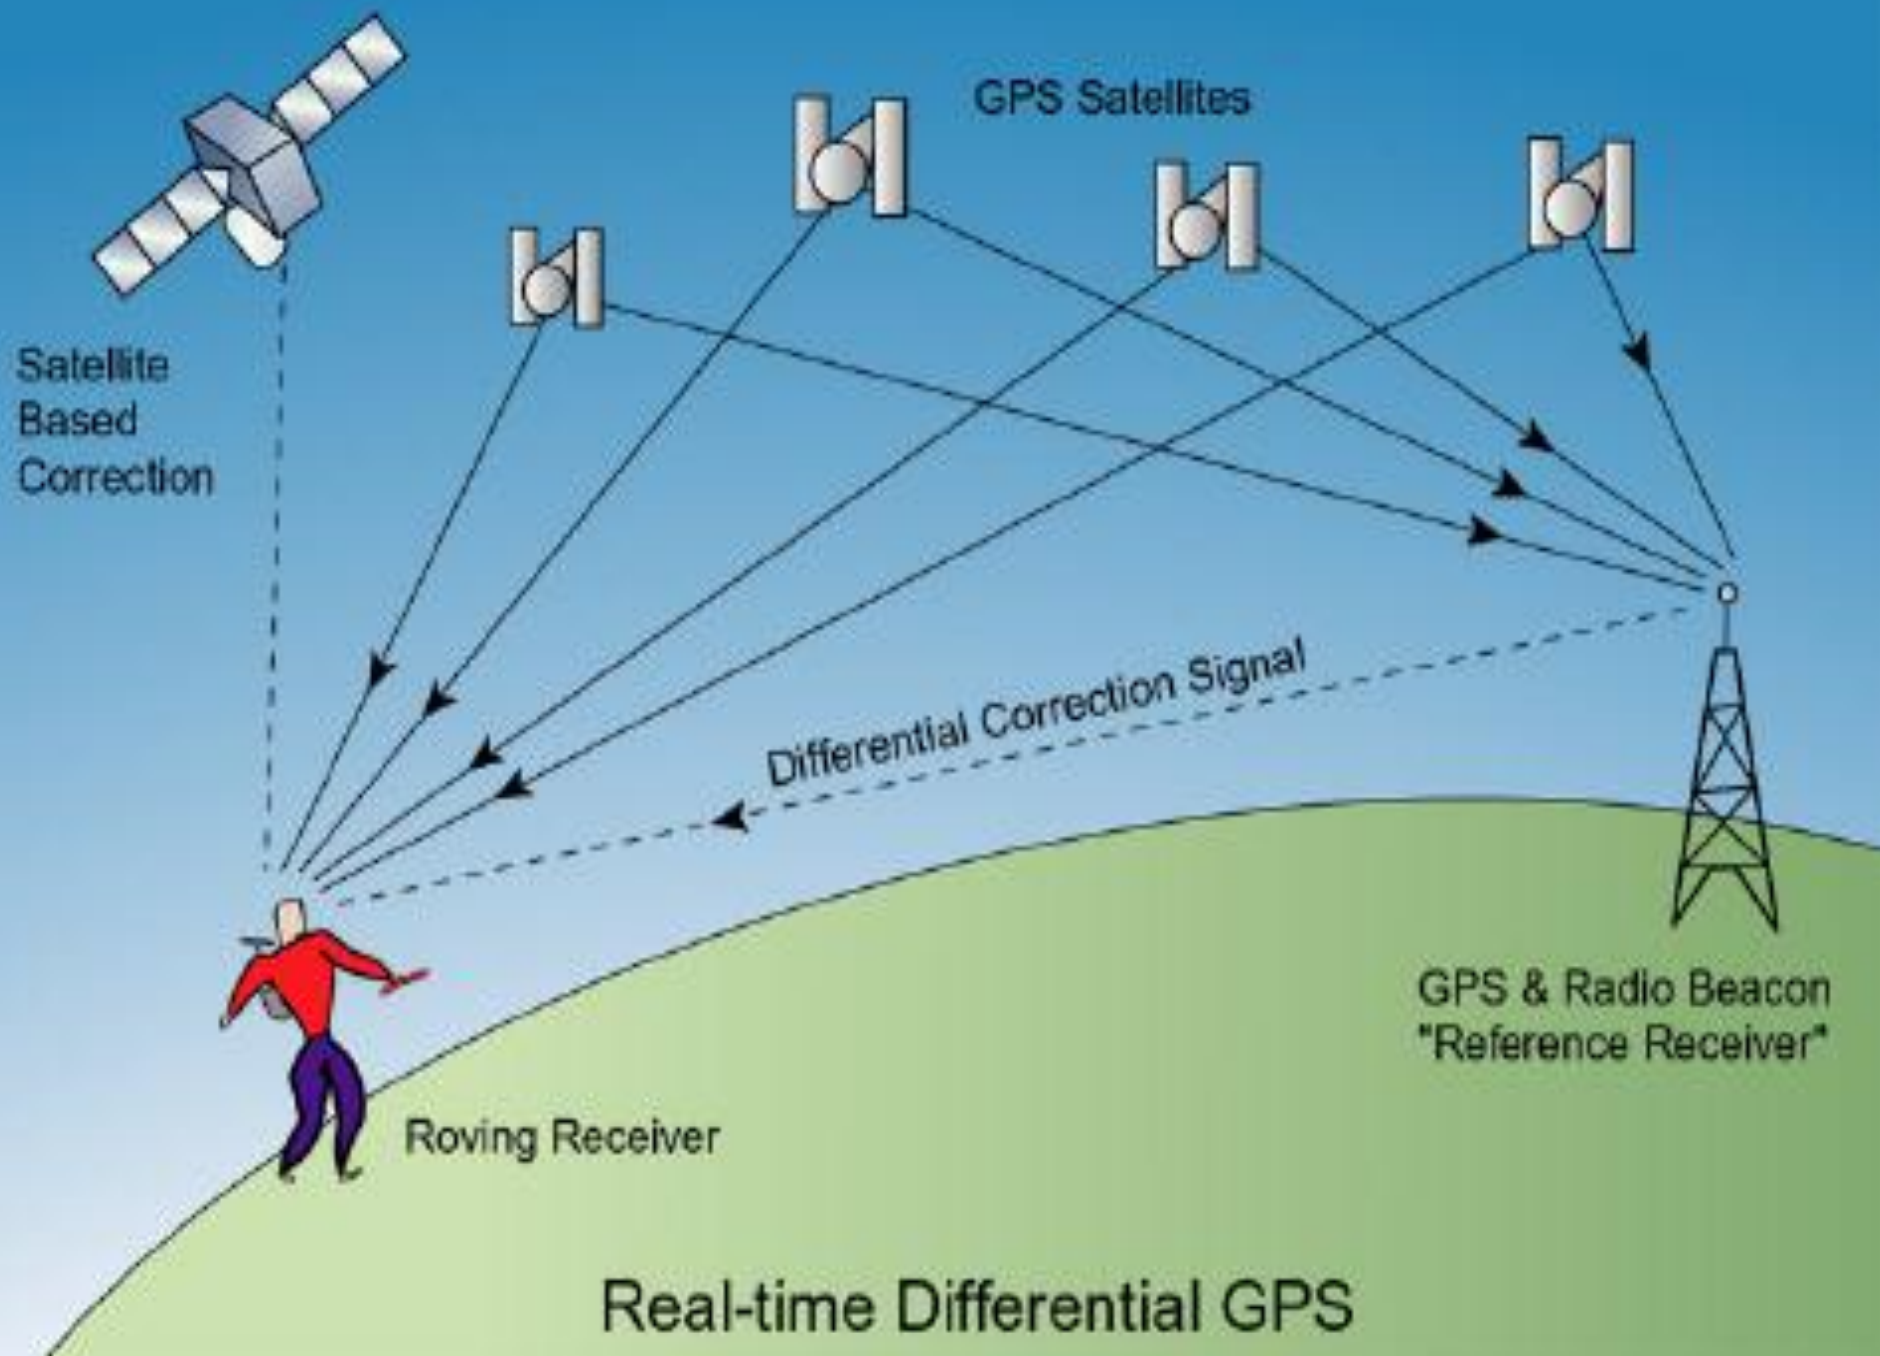 GPS Satellites
Satellite
Based
Correction
Differential Correction Signal
GPS & Radio Beacon
"Reference Receiver"
Roving Receiver
Real-time Differential GPS